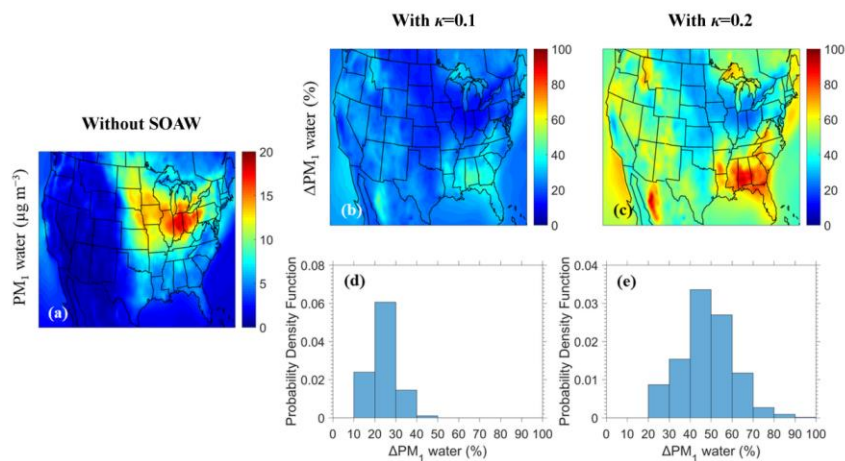 With κ=0.1
With κ=0.2
Without SOAW
PM₁ water (μg m⁻³)
(a)
20
15
10
5
0
ΔPM₁ water (%)
(b)
100
80
60
40
20
0
(c)
100
80
60
40
20
0
Probability Density Function
(d)
0.08
0.06
0.04
0.02
0
0 10 20 30 40 50 60 70 80 90 100
ΔPM₁ water (%)
Probability Density Function
(e)
0.04
0.03
0.02
0.01
0
0 10 20 30 40 50 60 70 80 90 100
ΔPM₁ water (%)